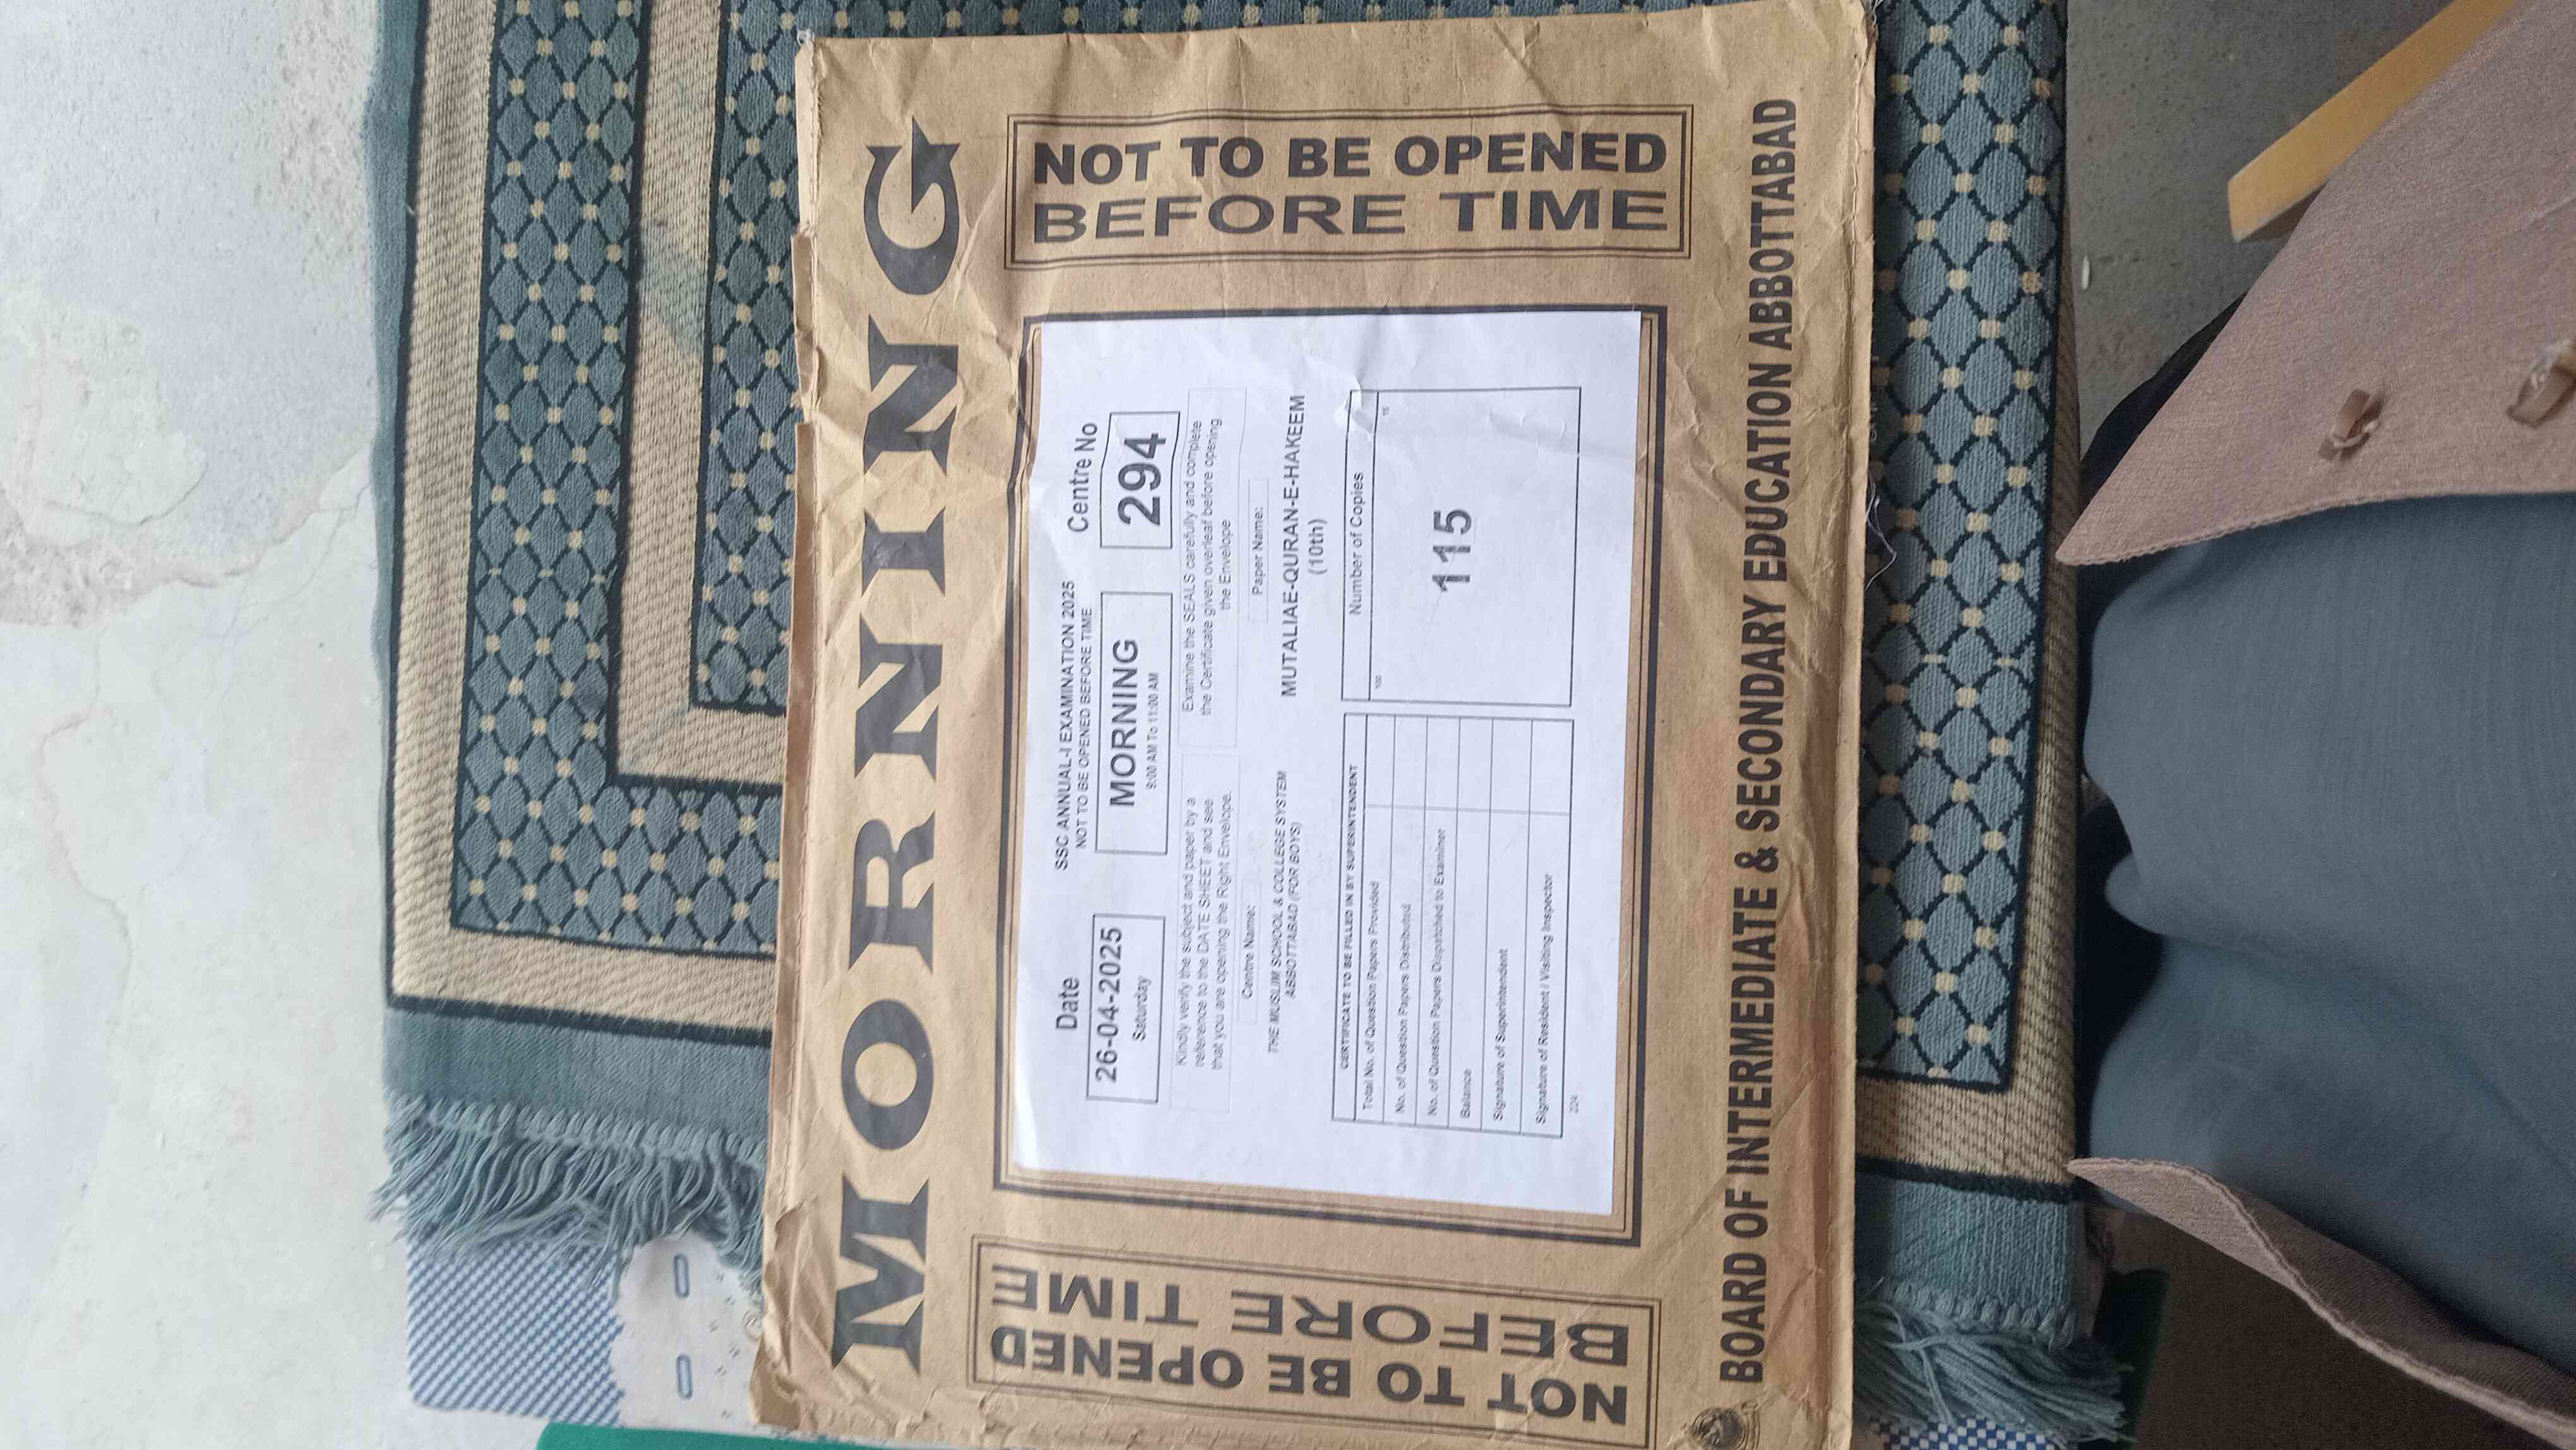 MORNING
NOT TO BE OPENED
BEFORE TIME
SSC ANNUAL-I EXAMINATION 2025
NOT TO BE OPENED BEFORE TIME
Date
26-04-2025
Saturday
MORNING
9:00 AM To 11:00 AM
Centre No
294
Kindly verify the subject and paper by a
reference to the DATE SHEET and see
that you are opening the Right Envelope.
Examine the SEALS carefully and complete
the Certificate given overleaf before opening
the Envelope
Centre Name:
THE MUSLIM SCHOOL & COLLEGE SYSTEM
ABBOTTABAD (FOR BOYS)
Paper Name:
MUTALIAE-QURAN-E-HAKEEM
(10th)
CERTIFICATE TO BE FILLED IN BY SUPERINTENDENT
Total No. of Question Papers Provided
No. of Question Papers Distributed
No. of Question Papers Dispatched to Examiner
Balance
Signature of Superintendent
Signature of Resident / Visiting Inspector
224
Number of Copies
100
15
115
NOT TO BE OPENED
BEFORE TIME
BOARD OF INTERMEDIATE & SECONDARY EDUCATION ABBOTTABAD